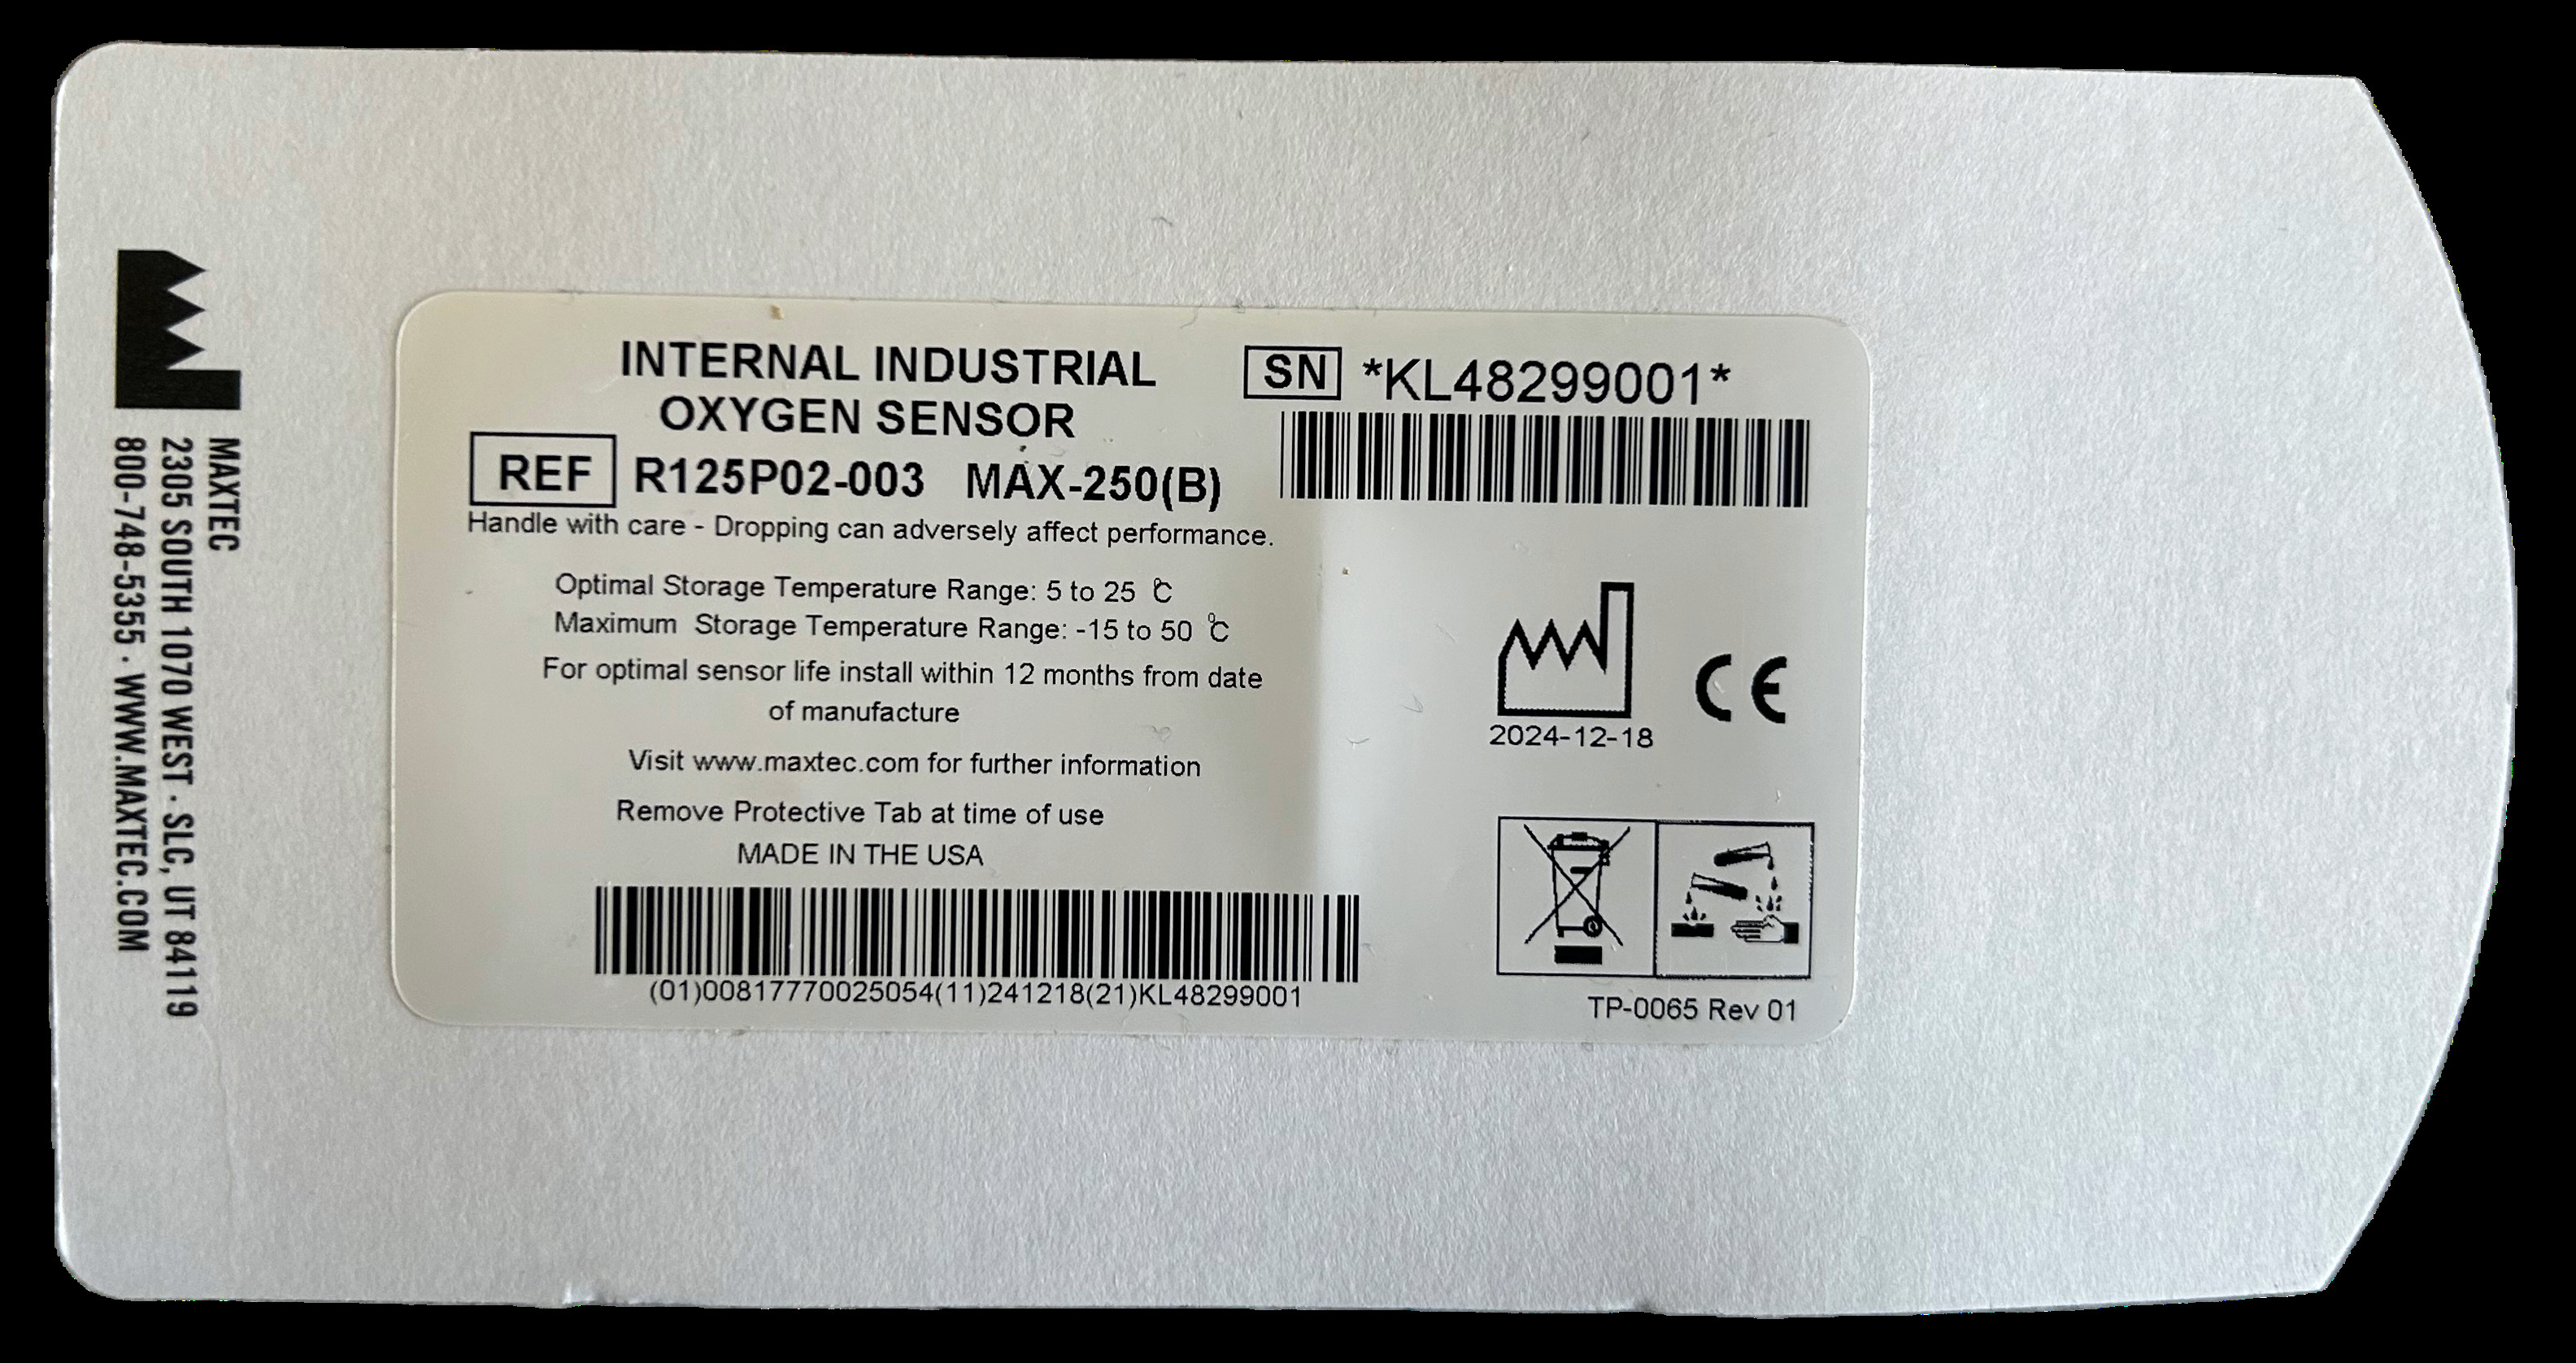 MAXTEC
2305 SOUTH 1070 WEST · SLC, UT 84119
800-748-5355 · WWW.MAXTEC.COM
INTERNAL INDUSTRIAL
OXYGEN SENSOR
REF R125P02-003 MAX-250(B)
Handle with care - Dropping can adversely affect performance.
Optimal Storage Temperature Range: 5 to 25 ℃
Maximum Storage Temperature Range: -15 to 50 ℃
For optimal sensor life install within 12 months from date
of manufacture
Visit www.maxtec.com for further information
Remove Protective Tab at time of use
MADE IN THE USA
(01)00817770025054(11)241218(21)KL48299001
SN *KL48299001*
2024-12-18
CE
TP-0065 Rev 01